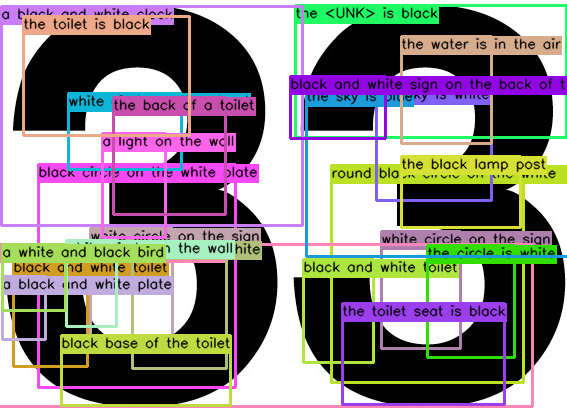 a black and white clock
the <UNK> is black
the toilet is black
the water is in the air
black and white sign on the back of t
white
the back of a toilet
the sky is blue
sky is white
a light on the wall
the black lamp post
black circle on the white plate
round black circle on the white
white circle on the sign
white circle on the sign
a white and black bird
the wall
white
the circle is white
black and white toilet
black and white toilet
a black and white plate
the toilet seat is black
black base of the toilet